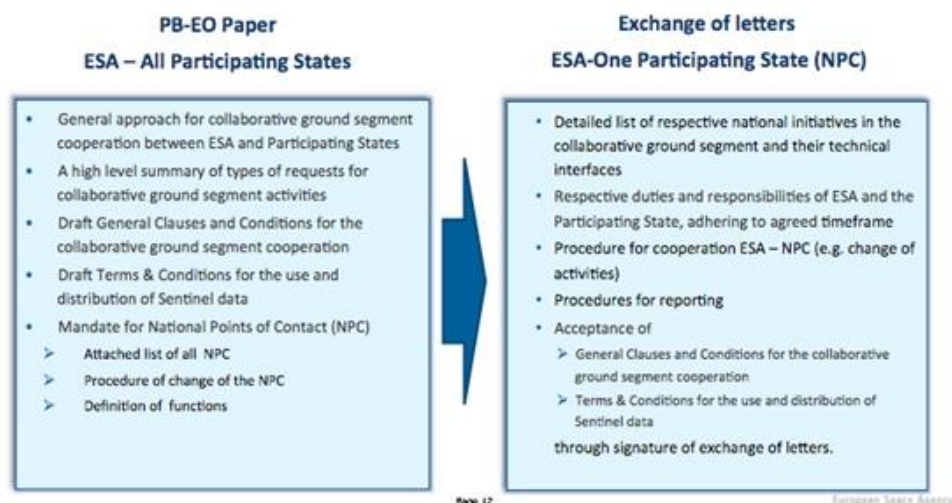 PB-EO Paper
ESA – All Participating States
• General approach for collaborative ground segment
cooperation between ESA and Participating States
• A high level summary of types of requests for
collaborative ground segment activities
• Draft General Clauses and Conditions for the
collaborative ground segment cooperation
• Draft Terms & Conditions for the use and
distribution of Sentinel data
• Mandate for National Points of Contact (NPC)
➢ Attached list of all NPC
➢ Procedure of change of the NPC
➢ Definition of functions
Exchange of letters
ESA-One Participating State (NPC)
• Detailed list of respective national initiatives in the
collaborative ground segment and their technical
interfaces
• Respective duties and responsibilities of ESA and the
Participating State, adhering to agreed timeframe
• Procedure for cooperation ESA – NPC (e.g. change of
activities)
• Procedures for reporting
• Acceptance of
➢ General Clauses and Conditions for the collaborative
ground segment cooperation
➢ Terms & Conditions for the use and distribution of
Sentinel data
through signature of exchange of letters.
Page 17
European Space Agency